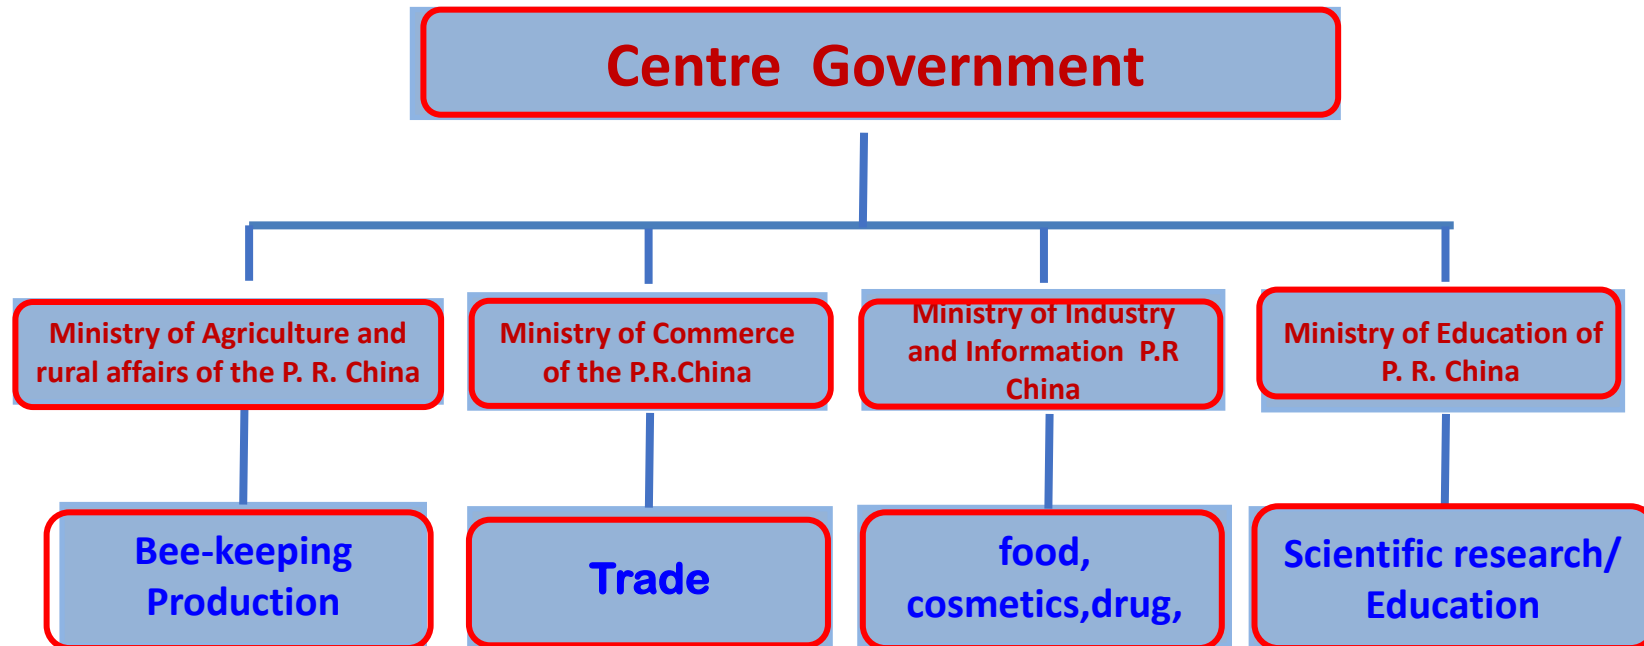 Centre  Government
Ministry of Agriculture and
rural affairs of the P. R. China
Ministry of Commerce
of the P.R.China
Ministry of Industry
and Information  P.R
China
Ministry of Education of
P. R. China
Bee-keeping
Production
Trade
food,
cosmetics,drug,
Scientific research/
Education